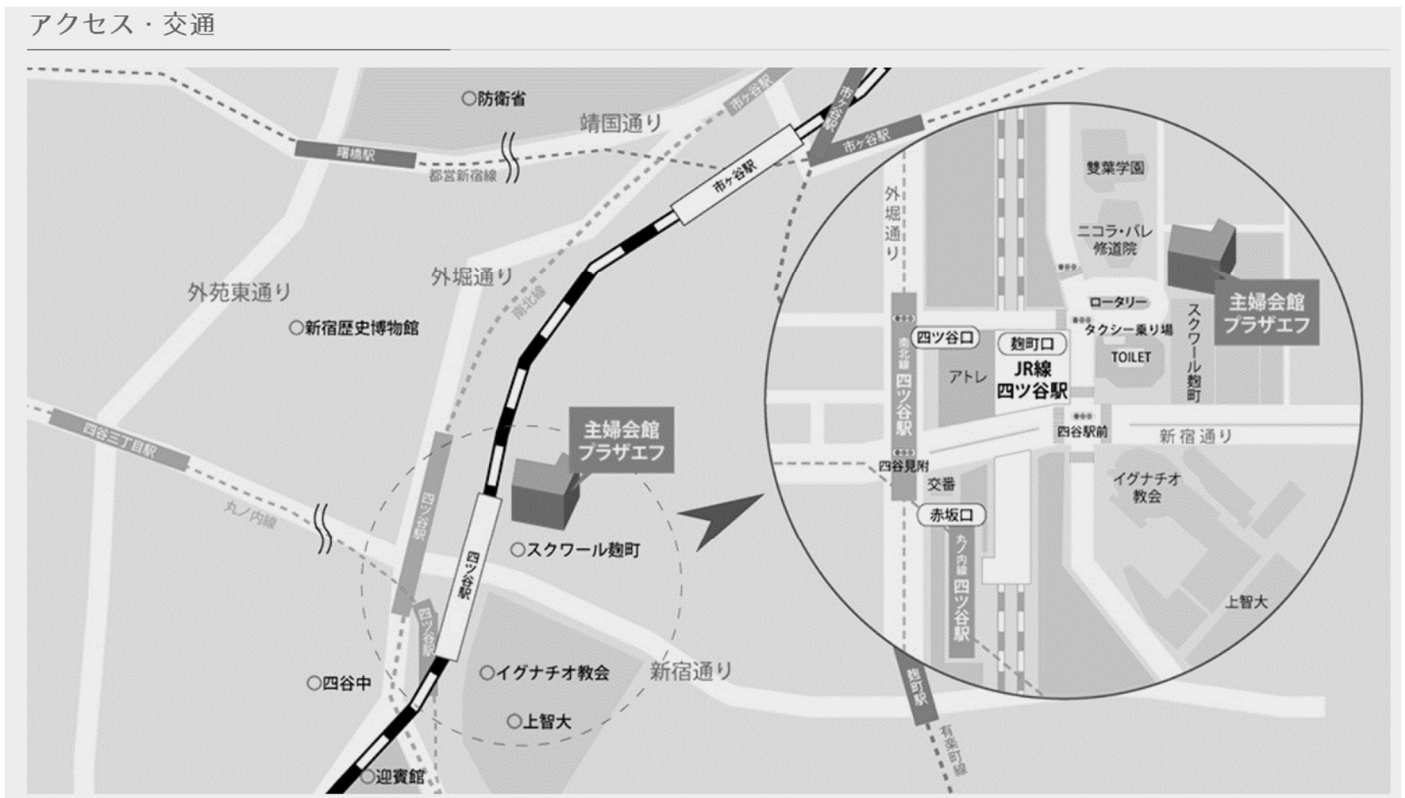 アクセス・交通
防衛省
靖国通り
市ヶ谷駅
市ヶ谷駅
市ヶ谷駅
市ヶ谷駅
曙橋駅
都営新宿線
外苑東通り
外堀通り
南北線
新宿歴史博物館
四谷三丁目駅
丸ノ内線
主婦会館
プラザエフ
四ツ谷駅
四ツ谷駅
四ツ谷駅
スクワール麹町
イグナチオ教会
新宿通り
四谷中
上智大
迎賓館
外堀通り
雙葉学園
ニコラ・バレ
修道院
主婦会館
プラザエフ
ロータリー
タクシー乗り場
TOILET
スクワール麹町
四ツ谷口
麹町口
アトレ
JR線
四ツ谷駅
南北線 四ツ谷駅
四谷駅前
新宿通り
四谷見附
交番
イグナチオ
教会
赤坂口
丸ノ内線 四ツ谷駅
上智大
麹町駅
有楽町線